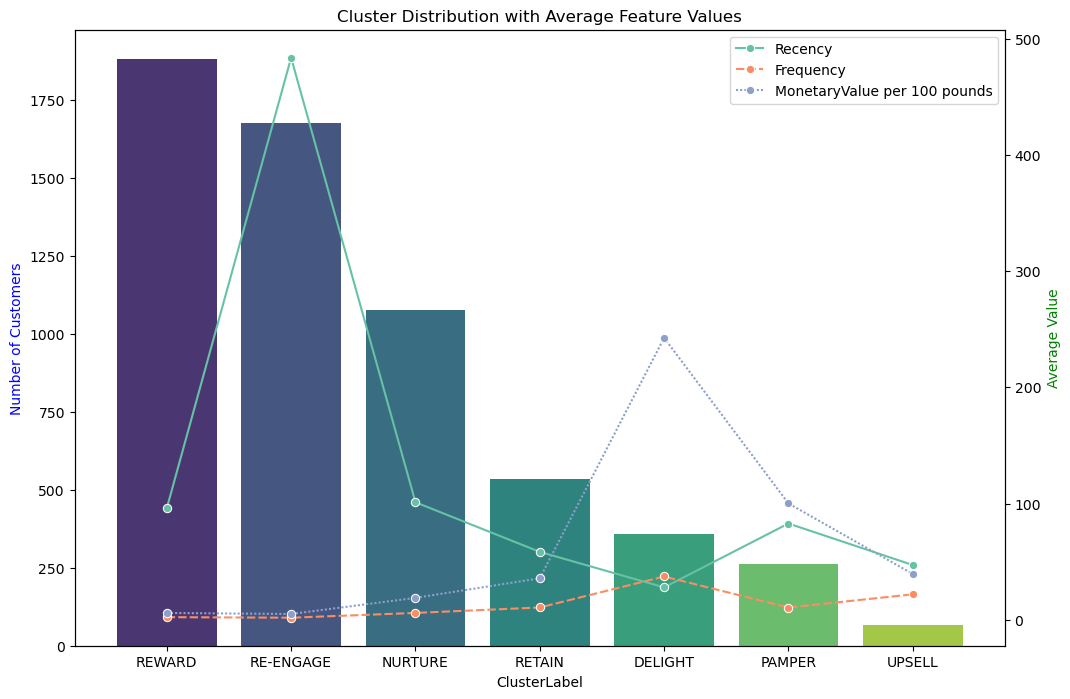 Cluster Distribution with Average Feature Values
Recency
Frequency
MonetaryValue per 100 pounds
Number of Customers
1750
1500
1250
1000
750
500
250
0
500
400
300
200
100
0
Average Value
REWARD RE-ENGAGE NURTURE RETAIN DELIGHT PAMPER UPSELL
ClusterLabel